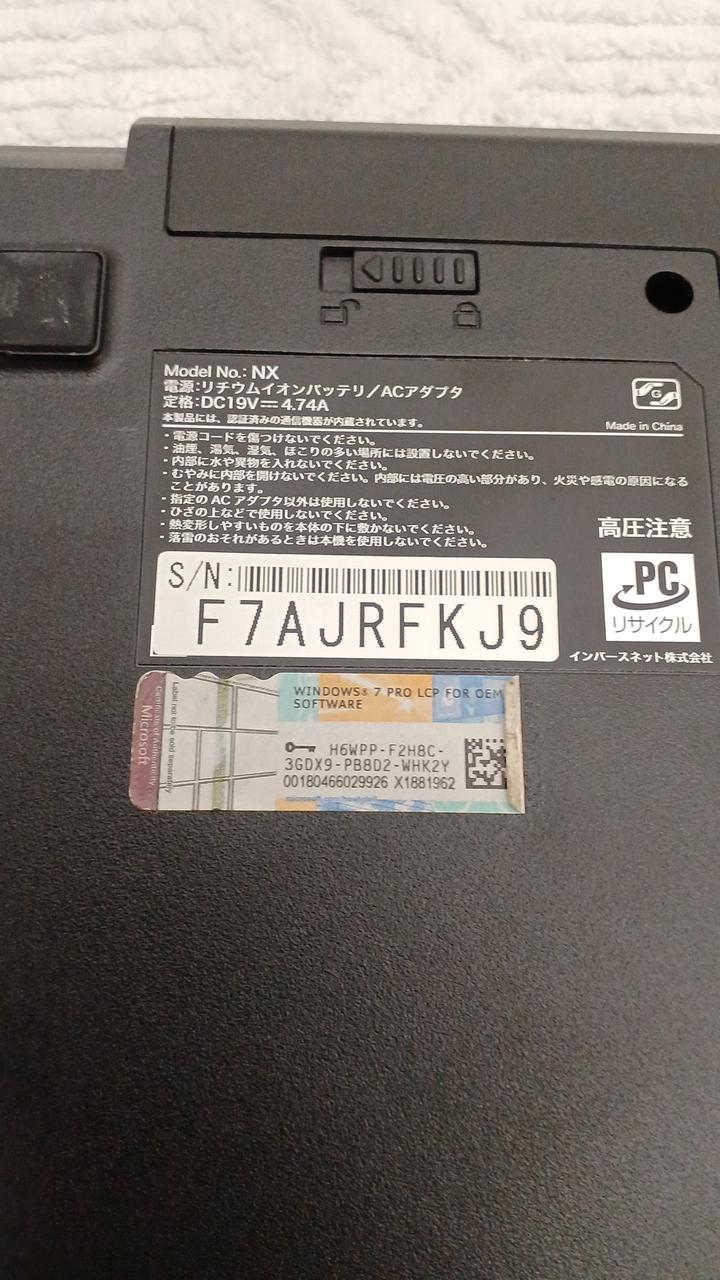 Model No.: NX
電源:リチウムイオンバッテリ／ACアダプタ
定格:DC19V⎓4.74A
本製品には、認証済みの通信機器が内蔵されています。
Made in China
・電源コードを傷つけないでください。
・油煙、湯気、湿気、ほこりの多い場所には設置しないでください。
・内部に水や異物を入れないでください。
・むやみに内部を開けないでください。内部には電圧の高い部分があり、火災や感電の原因になる
ことがあります。
・指定の AC アダプタ以外は使用しないでください。
・ひざの上などで使用しないでください。
・熱変形しやすいものを本体の下に敷かないでください。
・落雷のおそれがあるときは本機を使用しないでください。
高圧注意
S/N:
F7AJRFKJ9
PC
リサイクル
インバースネット株式会社
Microsoft
Certificate of Authenticity
Label not to be sold separately
WINDOWS® 7 PRO LCP FOR OEM
SOFTWARE
H6WPP-F2H8C-
3GDX9-PB8D2-WHK2Y
00180466029926 X1881962